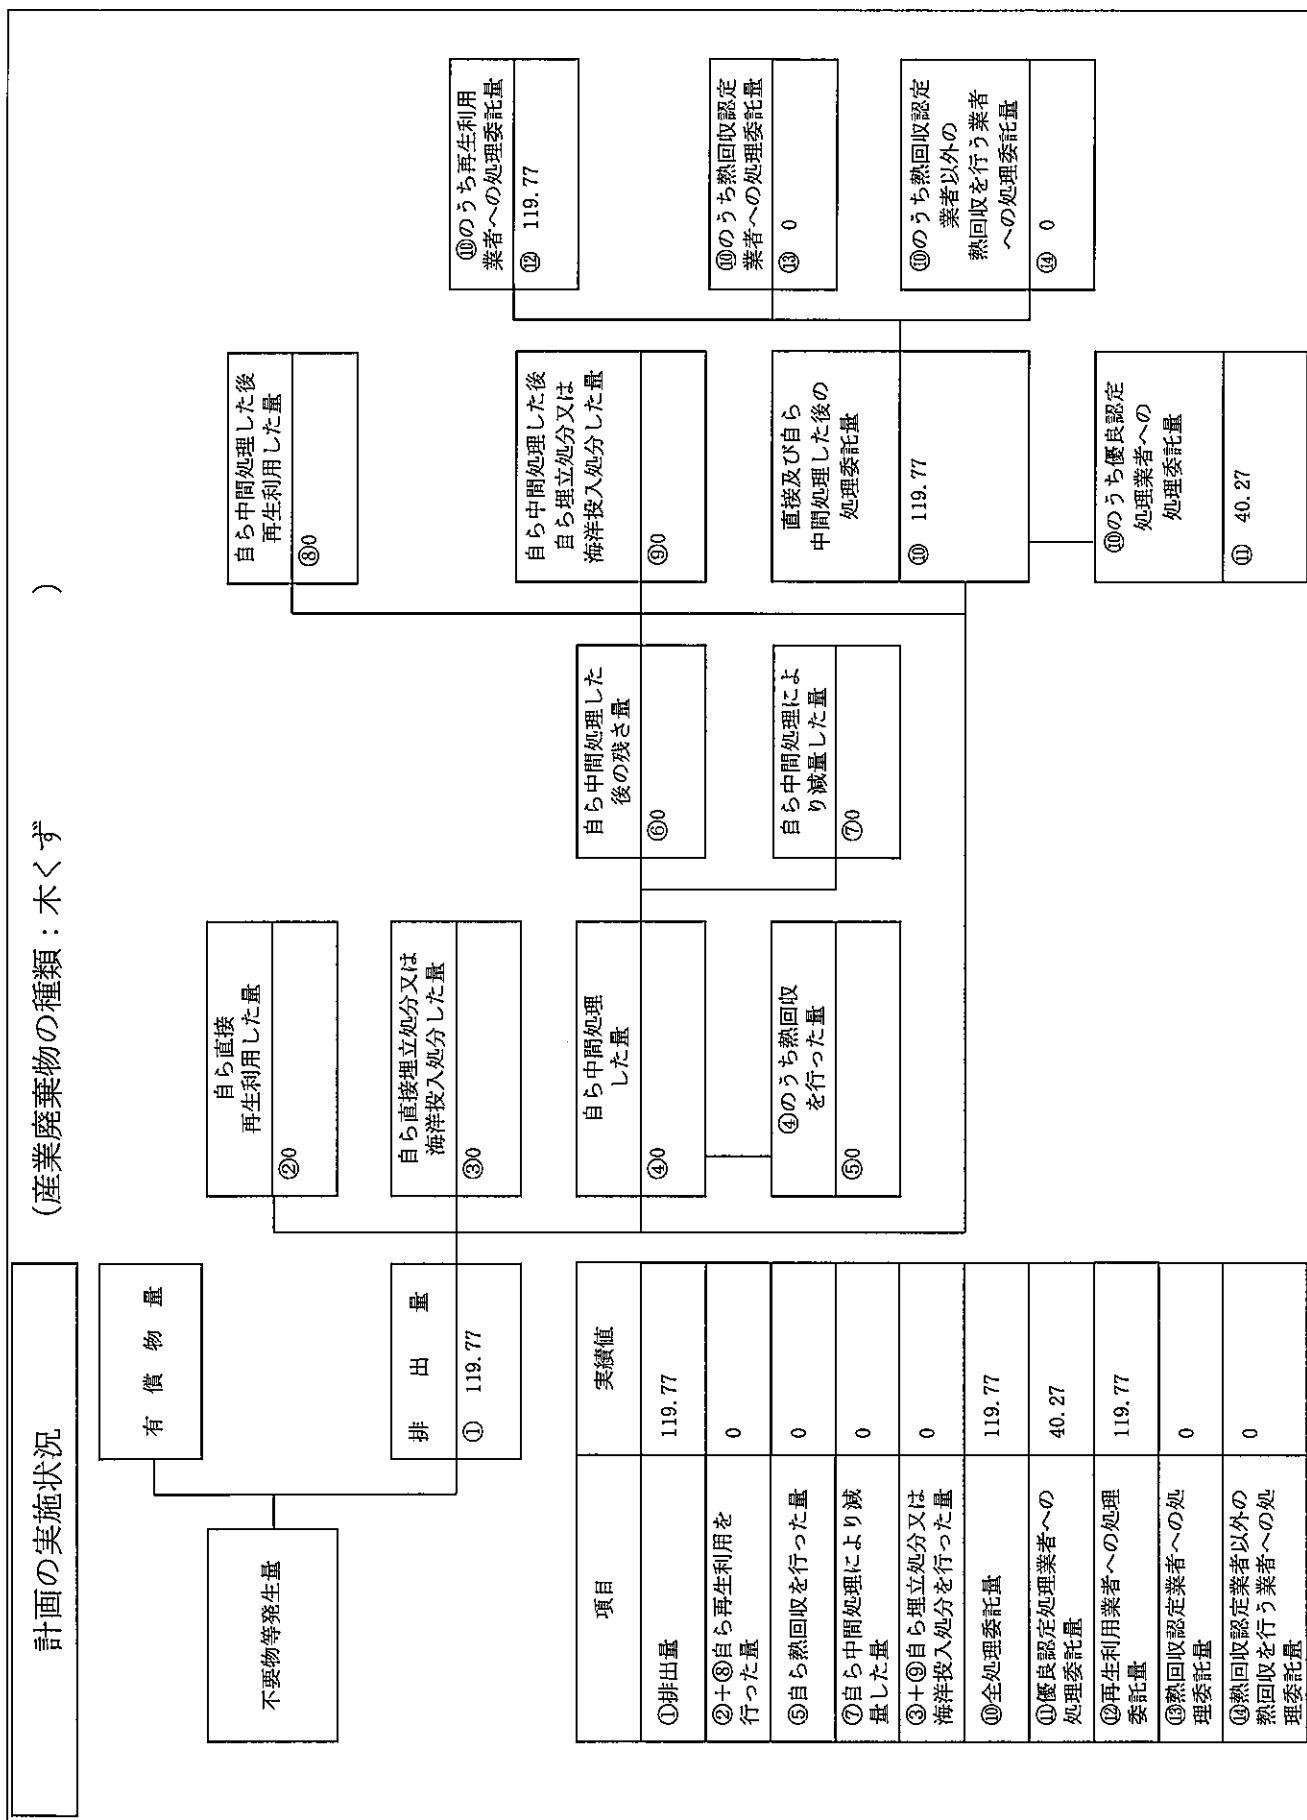 計画の実施状況
(産業廃棄物の種類：木くず )
不要物等発生量
有償物量
排出量
① 119.77
自ら直接
再生利用した量
②0
自ら直接埋立処分又は
海洋投入処分した量
③0
自ら中間処理
した量
④0
④のうち熱回収
を行った量
⑤0
自ら中間処理した
後の残さ量
⑥0
自ら中間処理によ
り減量した量
⑦0
自ら中間処理した後
再生利用した量
⑧0
自ら中間処理した後
自ら埋立処分又は
海洋投入処分した量
⑨0
直接及び自ら
中間処理した後の
処理委託量
⑩ 119.77
⑩のうち優良認定
処理業者への
処理委託量
⑪ 40.27
⑩のうち再生利用
業者への処理委託量
⑫ 119.77
⑩のうち熱回収認定
業者への処理委託量
⑬ 0
⑩のうち熱回収認定
業者以外の
熱回収を行う業者
への処理委託量
⑭ 0
項目 実績値
①排出量 119.77
②+⑧自ら再生利用を
行った量 0
⑤自ら熱回収を行った量 0
⑦自ら中間処理により減
量した量 0
③+⑨自ら埋立処分又は
海洋投入処分を行った量 0
⑩全処理委託量 119.77
⑪優良認定処理業者への
処理委託量 40.27
⑫再生利用業者への処理
委託量 119.77
⑬熱回収認定業者への処
理委託量 0
⑭熱回収認定業者以外の
熱回収を行う業者への処
理委託量 0